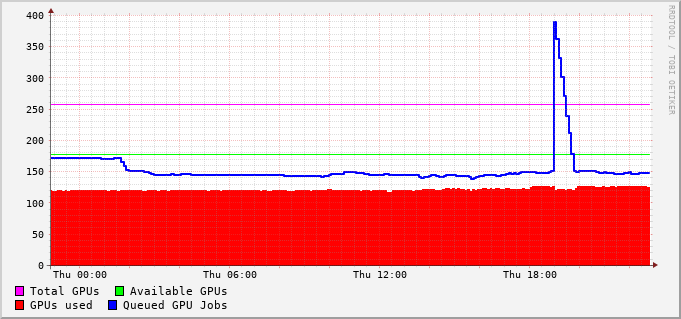 400
350
300
250
200
150
100
50
0
Thu 00:00 Thu 06:00 Thu 12:00 Thu 18:00
Total GPUs Available GPUs
GPUs used Queued GPU Jobs
RRDTOOL / TOBI OETIKER